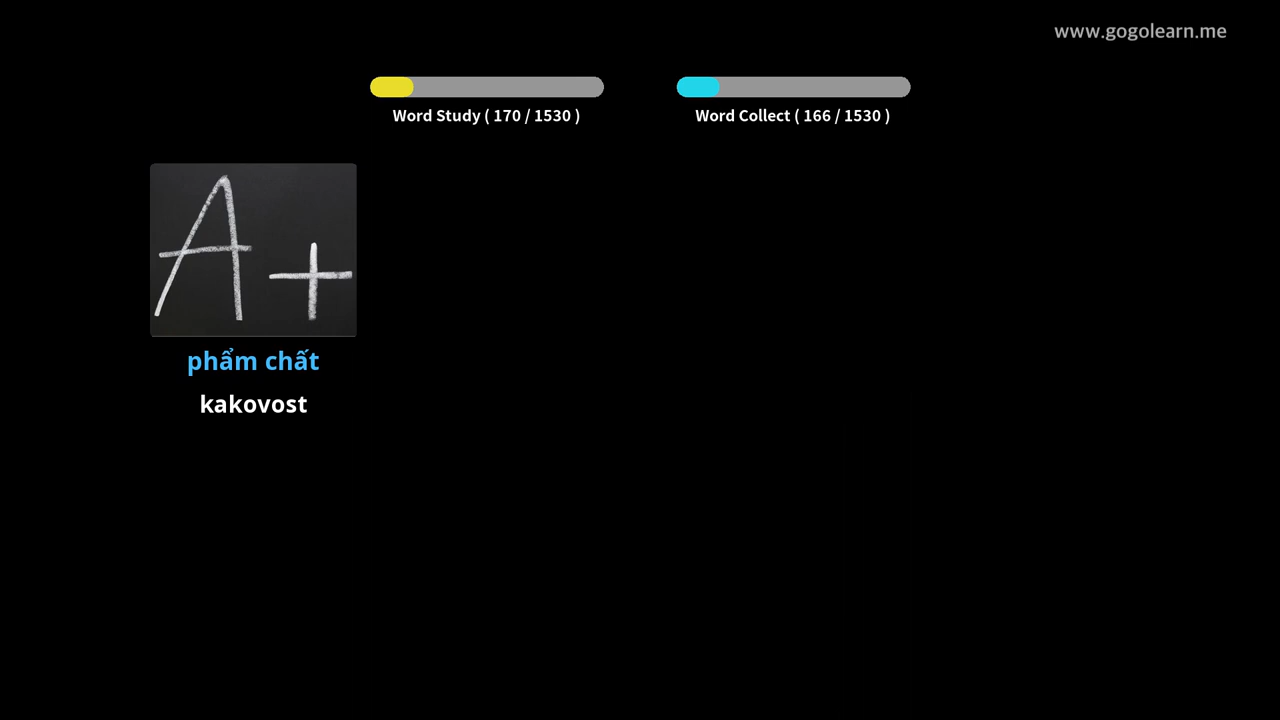 www.gogolearn.me
Word Study ( 170 / 1530 )
Word Collect ( 166 / 1530 )
A+
phẩm chất
kakovost